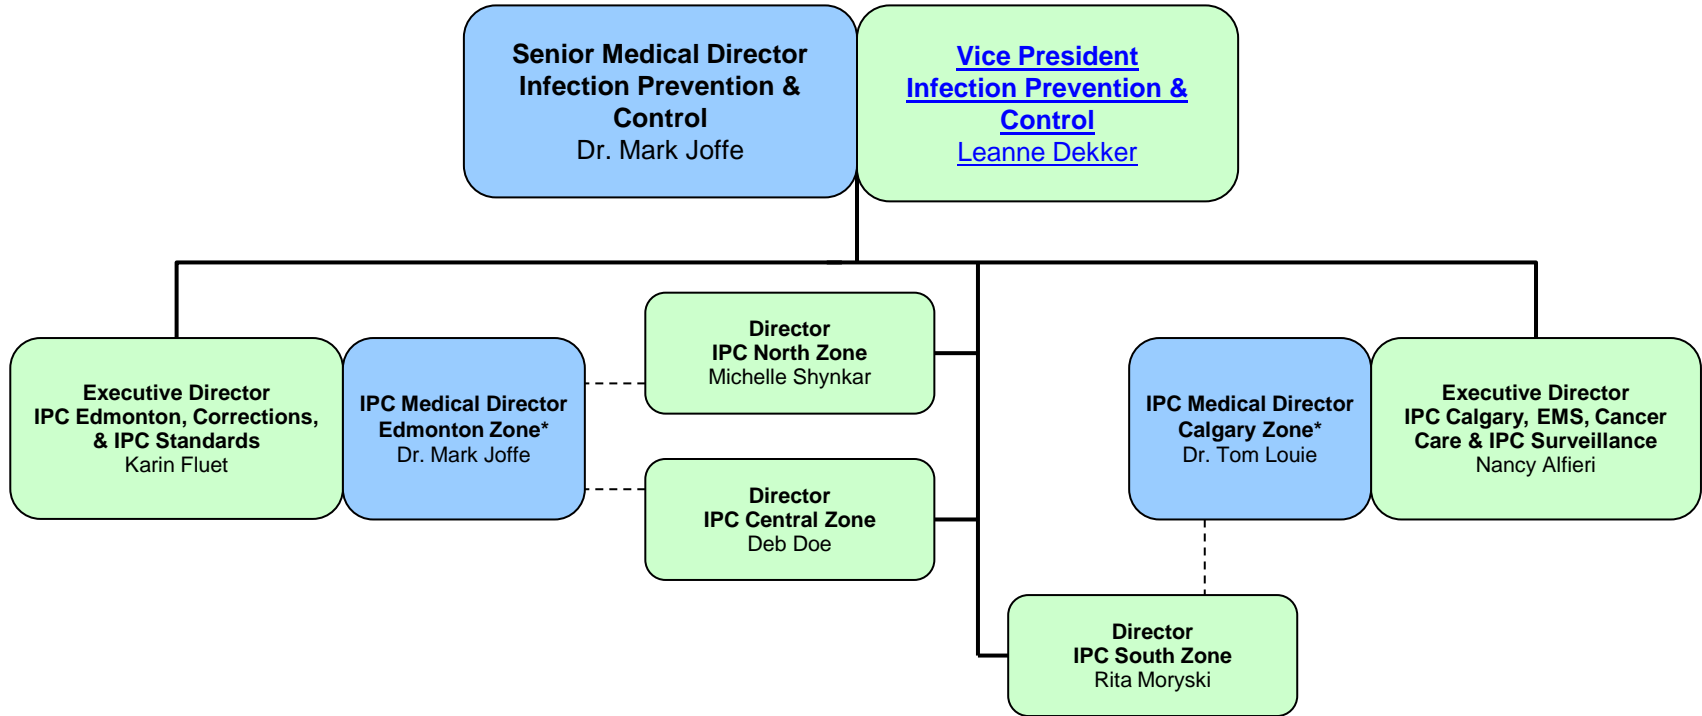 Senior Medical Director
Infection Prevention &
Control
Dr. Mark Joffe
Vice President
Infection Prevention &
Control
Leanne Dekker
Director
IPC North Zone
Michelle Shynkar
Executive Director
IPC Edmonton, Corrections,
& IPC Standards
Karin Fluet
IPC Medical Director
Edmonton Zone*
Dr. Mark Joffe
IPC Medical Director
Calgary Zone*
Dr. Tom Louie
Executive Director
IPC Calgary, EMS, Cancer
Care & IPC Surveillance
Nancy Alfieri
Director
IPC Central Zone
Deb Doe
Director
IPC South Zone
Rita Moryski